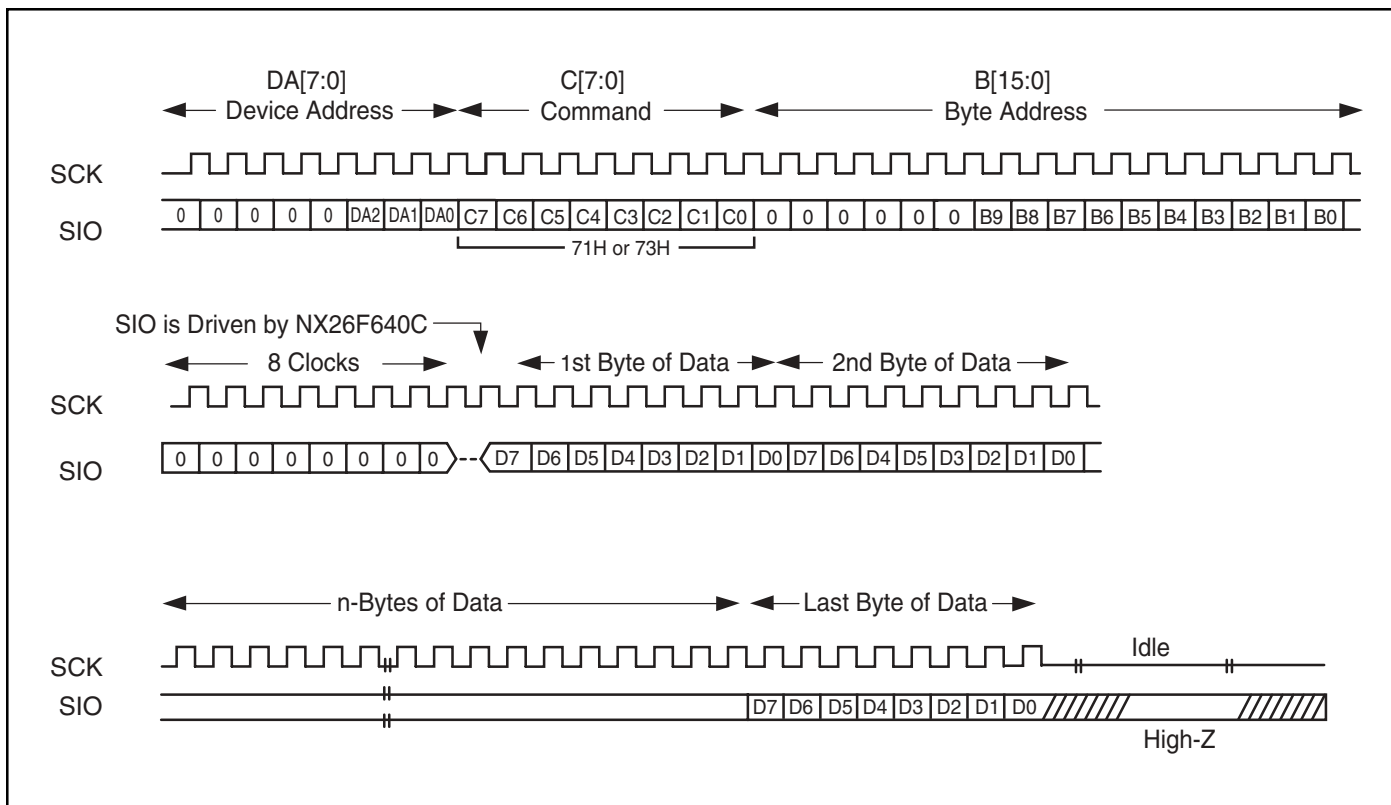 DA[7:0] C[7:0] B[15:0]
Device Address Command Byte Address
SCK
SIO 0 0 0 0 0 DA2 DA1 DA0 C7 C6 C5 C4 C3 C2 C1 C0 0 0 0 0 0 0 B9 B8 B7 B6 B5 B4 B3 B2 B1 B0
71H or 73H
SIO is Driven by NX26F640C
8 Clocks 1st Byte of Data 2nd Byte of Data
SCK
SIO 0 0 0 0 0 0 0 0 D7 D6 D5 D4 D3 D2 D1 D0 D7 D6 D4 D5 D3 D2 D1 D0
n-Bytes of Data Last Byte of Data
SCK Idle
SIO D7 D6 D5 D4 D3 D2 D1 D0
High-Z